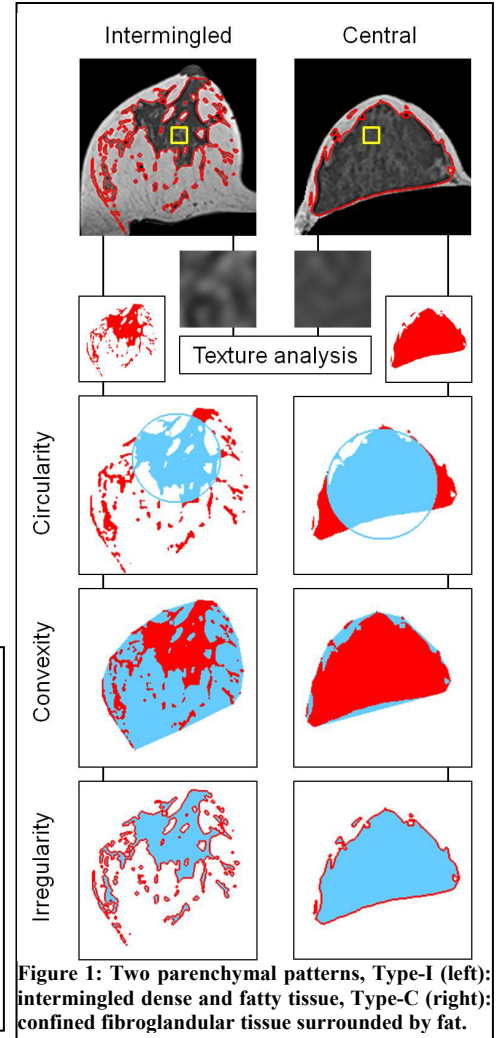 Intermingled Central
Texture analysis
Circularity
Convexity
Irregularity
Figure 1: Two parenchymal patterns, Type-I (left):
intermingled dense and fatty tissue, Type-C (right):
confined fibroglandular tissue surrounded by fat.